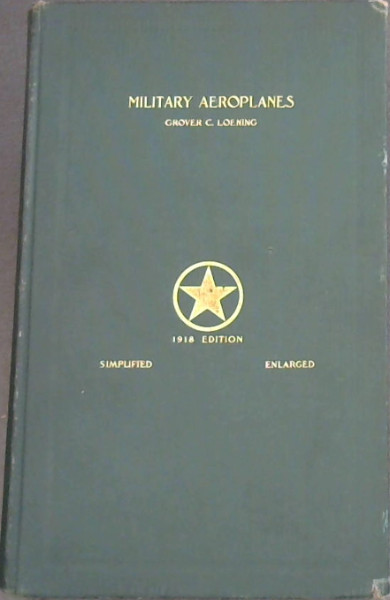 MILITARY AEROPLANES
GROVER C. LOENING
1918 EDITION
SIMPLIFIED ENLARGED